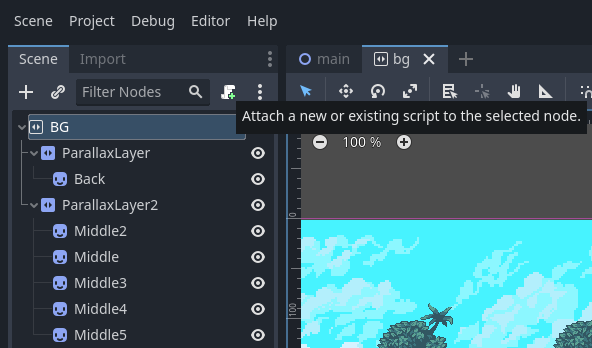 Scene Project Debug Editor Help
Scene Import
main bg
Filter Nodes
Attach a new or existing script to the selected node.
BG
100 %
ParallaxLayer
Back
ParallaxLayer2
0
Middle2
Middle
Middle3
Middle4
100
Middle5